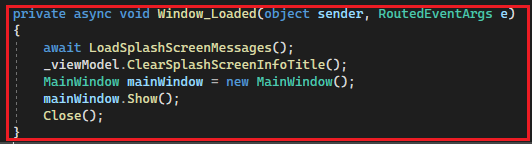 private async void Window_Loaded(object sender, RoutedEventArgs e)
{
    await LoadSplashScreenMessages();
    _viewModel.ClearSplashScreenInfoTitle();
    MainWindow mainWindow = new MainWindow();
    mainWindow.Show();
    Close();
}